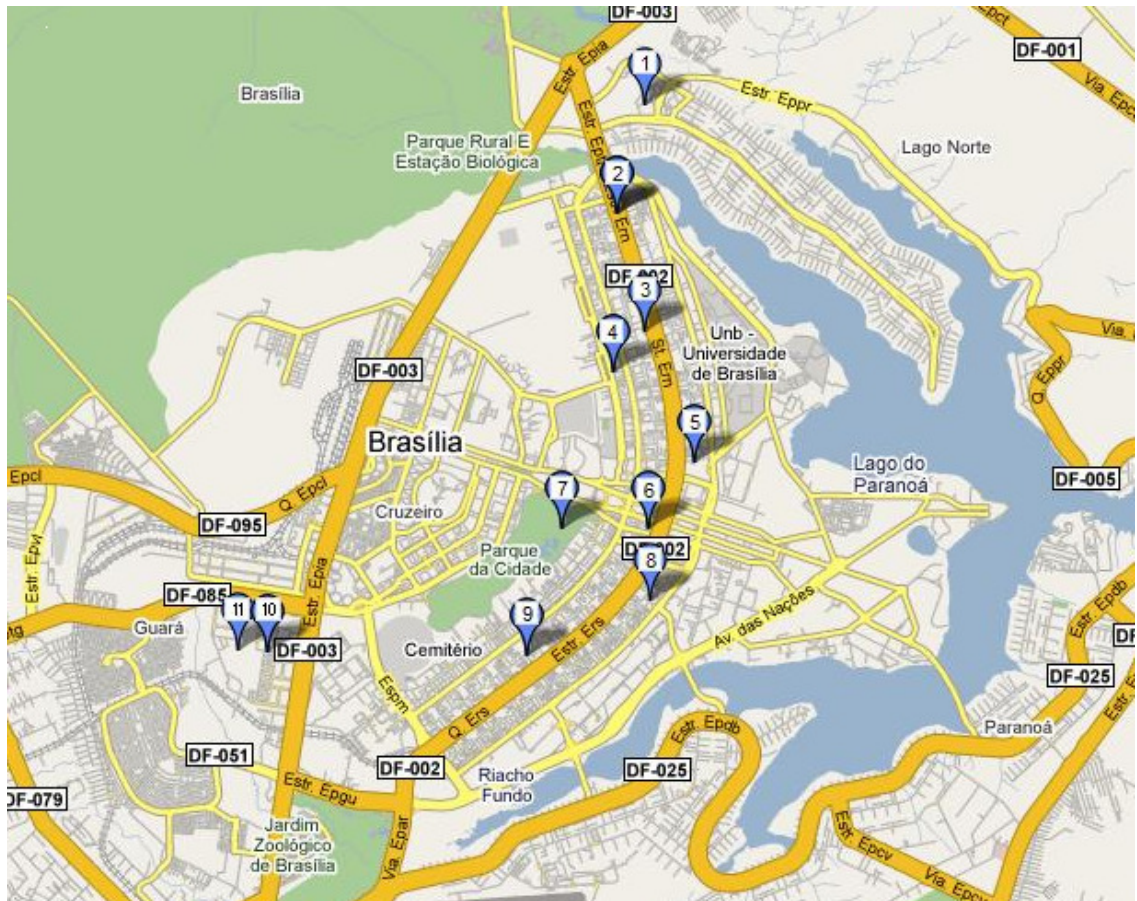 DF-003
Epct
DF-001
Via. Epct
Estr. Epia
1
Brasília
Estr. Eppr
Parque Rural E
Estação Biológica
Lago Norte
2
Ern
DF-002
3
4
St. Ern
Unb -
Universidade
de Brasília
DF-003
Via.
Q. Eppr
5
Brasília
Epcl
Q. Epcl
Lago do
Paranoá
DF-005
7
6
Cruzeiro
DF-095
Estr. Epvl
Parque
da Cidade
DF-002
8
DF-085
Estr. Epia
11
10
9
Guará
Cemitério
DF-003
Estr. Ers
Av. das Nações
Estr. Epdb
DF-025
Espm
Q. Ers
Estr. Epdb
Paranoá
DF-051
DF-002
Riacho
Fundo
DF-025
DF-079
Estr. Epgu
Jardim
Zoológico
de Brasília
Via. Epar
Estr. Epcv
Via. Epcv